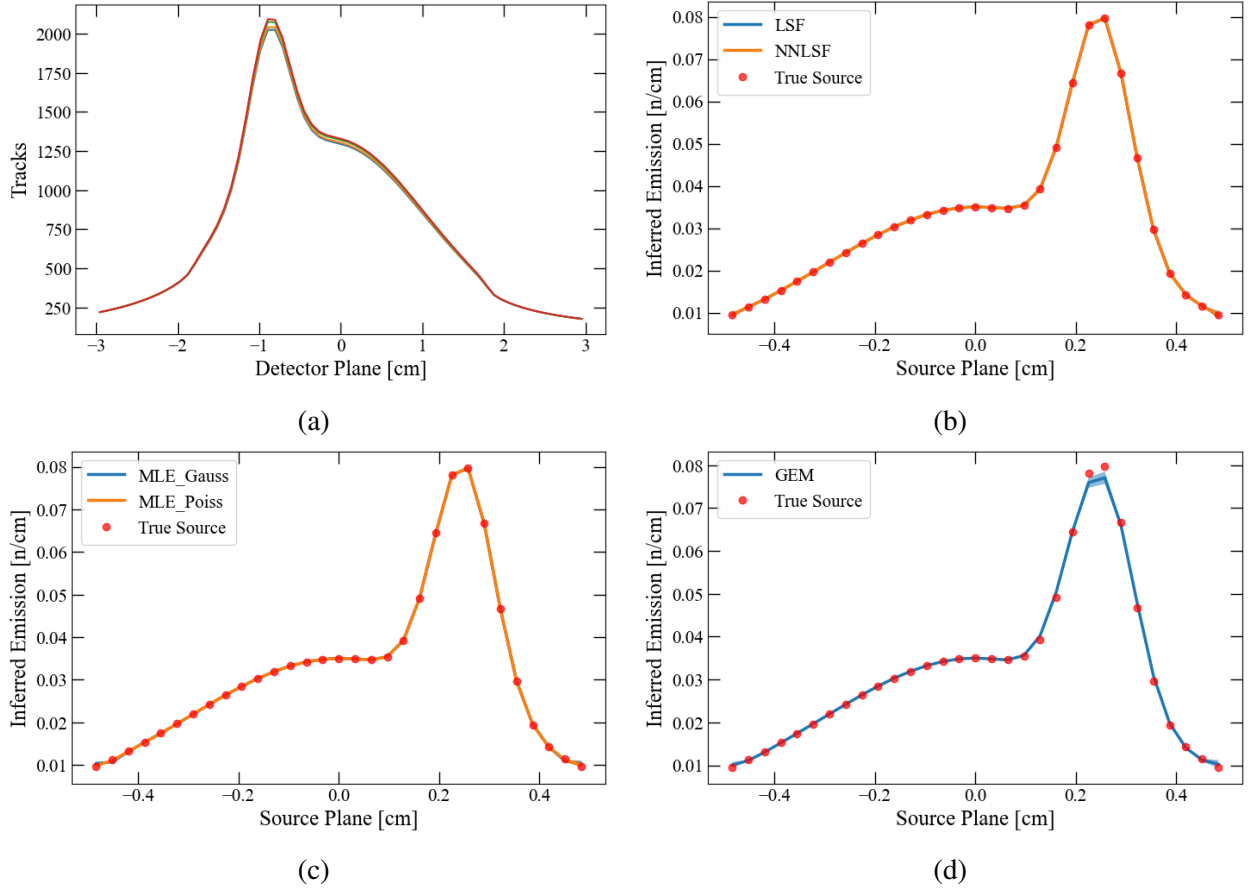 2000
1750
1500
1250
1000
750
500
250
Tracks
−3
−2
−1
0
1
2
3
Detector Plane [cm]
(a)
0.08
0.07
0.06
0.05
0.04
0.03
0.02
0.01
Inferred Emission [n/cm]
LSF
NNLSF
True Source
−0.4
−0.2
0.0
0.2
0.4
Source Plane [cm]
(b)
0.08
0.07
0.06
0.05
0.04
0.03
0.02
0.01
Inferred Emission [n/cm]
MLE_Gauss
MLE_Poiss
True Source
−0.4
−0.2
0.0
0.2
0.4
Source Plane [cm]
(c)
0.08
0.07
0.06
0.05
0.04
0.03
0.02
0.01
Inferred Emission [n/cm]
GEM
True Source
−0.4
−0.2
0.0
0.2
0.4
Source Plane [cm]
(d)